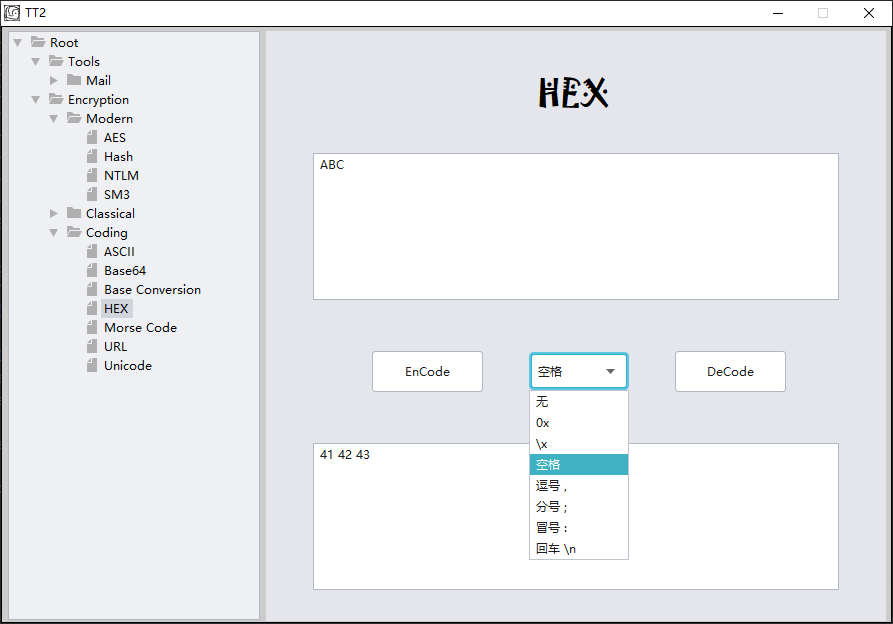 TT2
Root
Tools
Mail
Encryption
Modern
AES
Hash
NTLM
SM3
Classical
Coding
ASCII
Base64
Base Conversion
HEX
Morse Code
URL
Unicode
HEX
ABC
EnCode
空格
DeCode
无
0x
\x
空格
逗号 ,
分号 ;
冒号 :
回车 \n
41 42 43